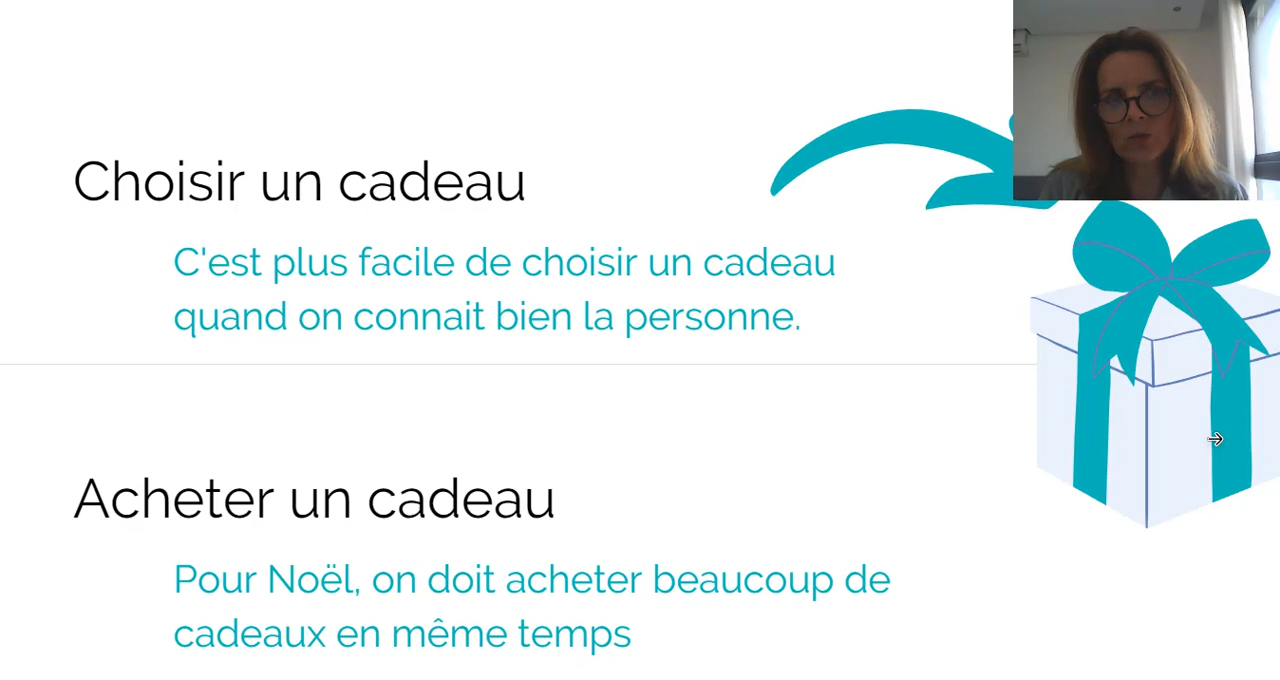 Choisir un cadeau
C'est plus facile de choisir un cadeau
quand on connait bien la personne.
Acheter un cadeau
Pour Noël, on doit acheter beaucoup de
cadeaux en même temps